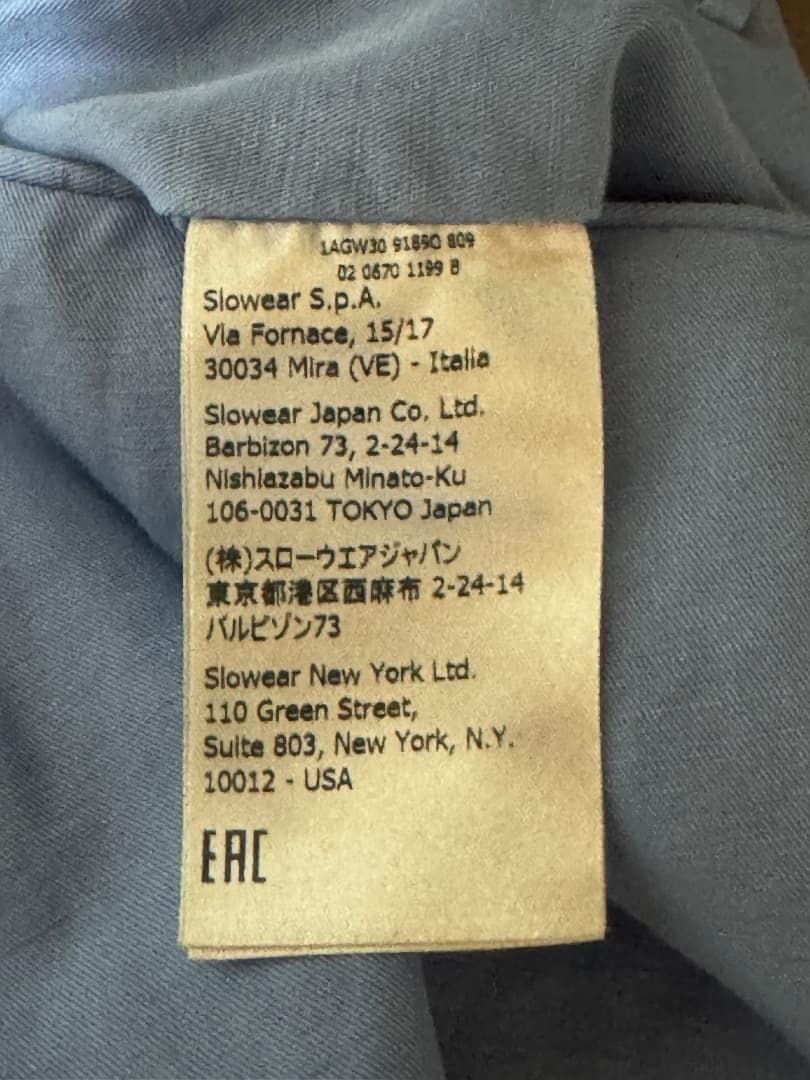 1AGW30 9189O 809
02 0670 1199 8
Slowear S.p.A.
Via Fornace, 15/17
30034 Mira (VE) - Italia
Slowear Japan Co. Ltd.
Barbizon 73, 2-24-14
Nishiazabu Minato-Ku
106-0031 TOKYO Japan
(株)スローウエアジャパン
東京都港区西麻布 2-24-14
バルビゾン73
Slowear New York Ltd.
110 Green Street,
Suite 803, New York, N.Y.
10012 - USA
EAC